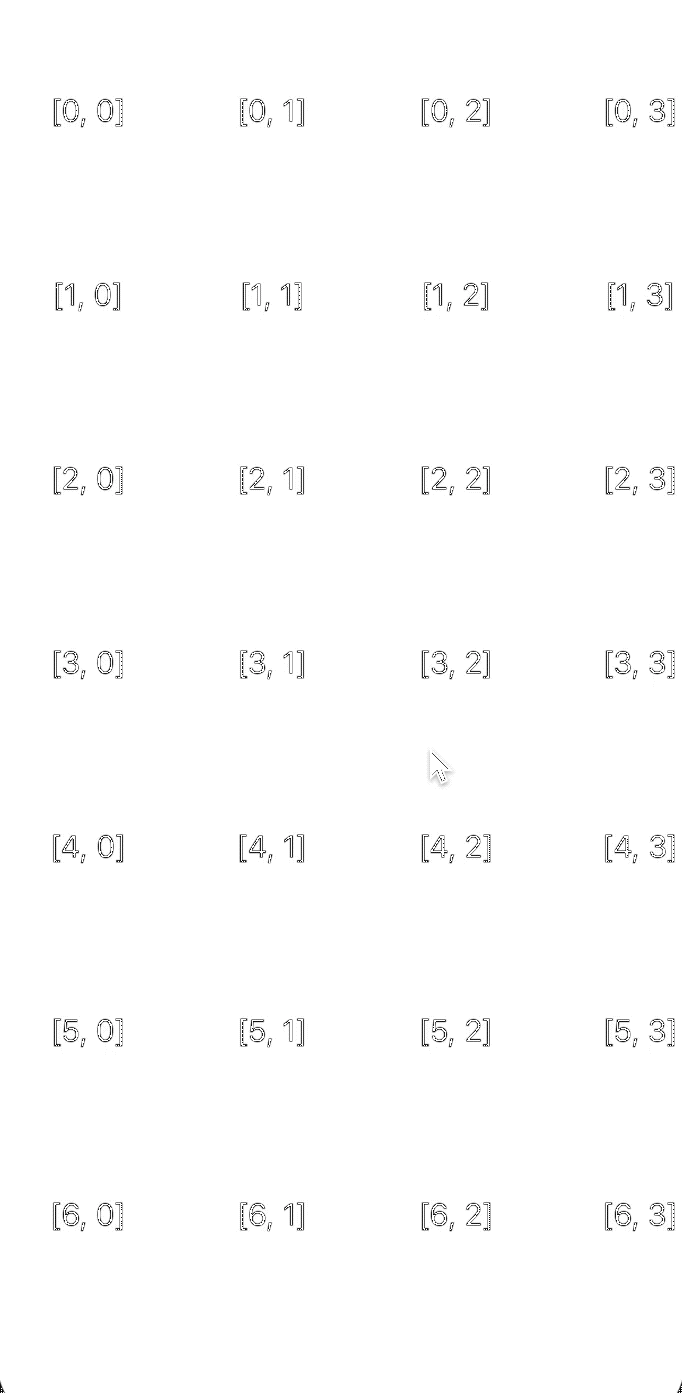 [0, 0] [0, 1] [0, 2] [0, 3]
[1, 0] [1, 1] [1, 2] [1, 3]
[2, 0] [2, 1] [2, 2] [2, 3]
[3, 0] [3, 1] [3, 2] [3, 3]
[4, 0] [4, 1] [4, 2] [4, 3]
[5, 0] [5, 1] [5, 2] [5, 3]
[6, 0] [6, 1] [6, 2] [6, 3]